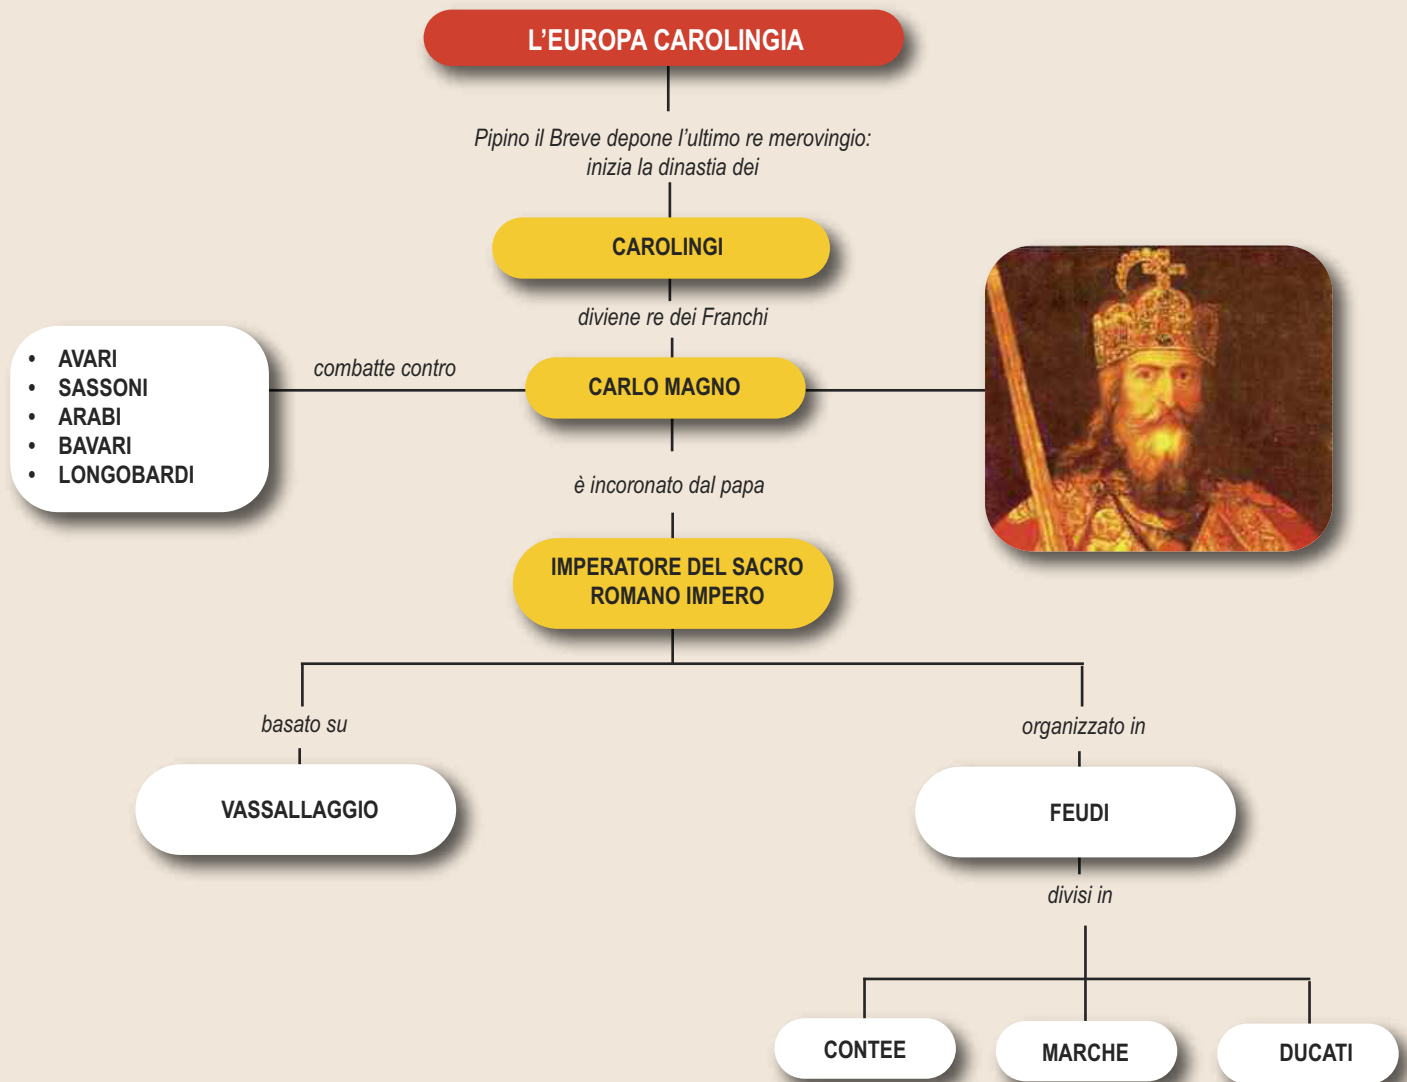 L'EUROPA CAROLINGIA
Pipino il Breve depone l'ultimo re merovingio:
inizia la dinastia dei
CAROLINGI
diviene re dei Franchi
• AVARI
• SASSONI
• ARABI
• BAVARI
• LONGOBARDI
combatte contro
CARLO MAGNO
è incoronato dal papa
IMPERATORE DEL SACRO
ROMANO IMPERO
basato su
organizzato in
VASSALLAGGIO
FEUDI
divisi in
CONTEE
MARCHE
DUCATI